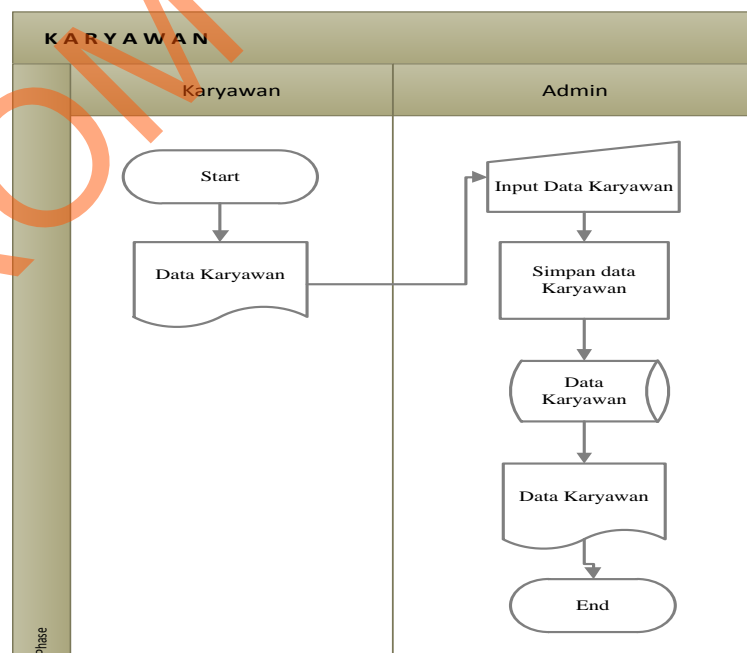 KARYAWAN
Karyawan
Admin
Start
Data Karyawan
Input Data Karyawan
Simpan data
Karyawan
Data
Karyawan
Data Karyawan
End
Phase